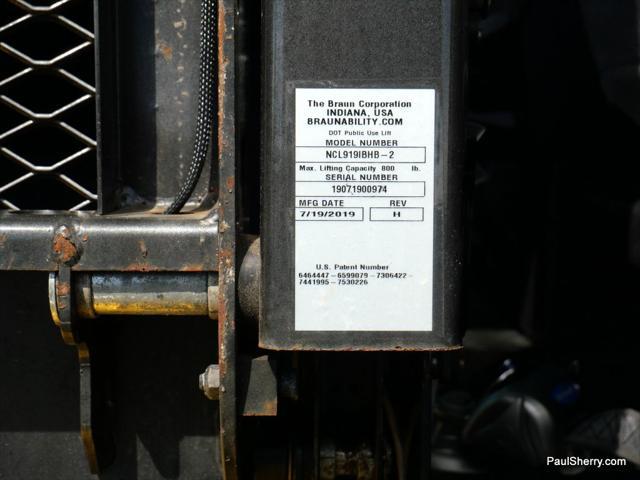 The Braun Corporation
INDIANA, USA
BRAUNABILITY.COM
DOT Public Use Lift
MODEL NUMBER
NCL919IBHB-2
Max. Lifting Capacity 800 lb.
SERIAL NUMBER
19071900974
MFG DATE REV
7/19/2019 H
U.S. Patent Number
6464447-6599079-7306422-
7441995-7530226
PaulSherry.com